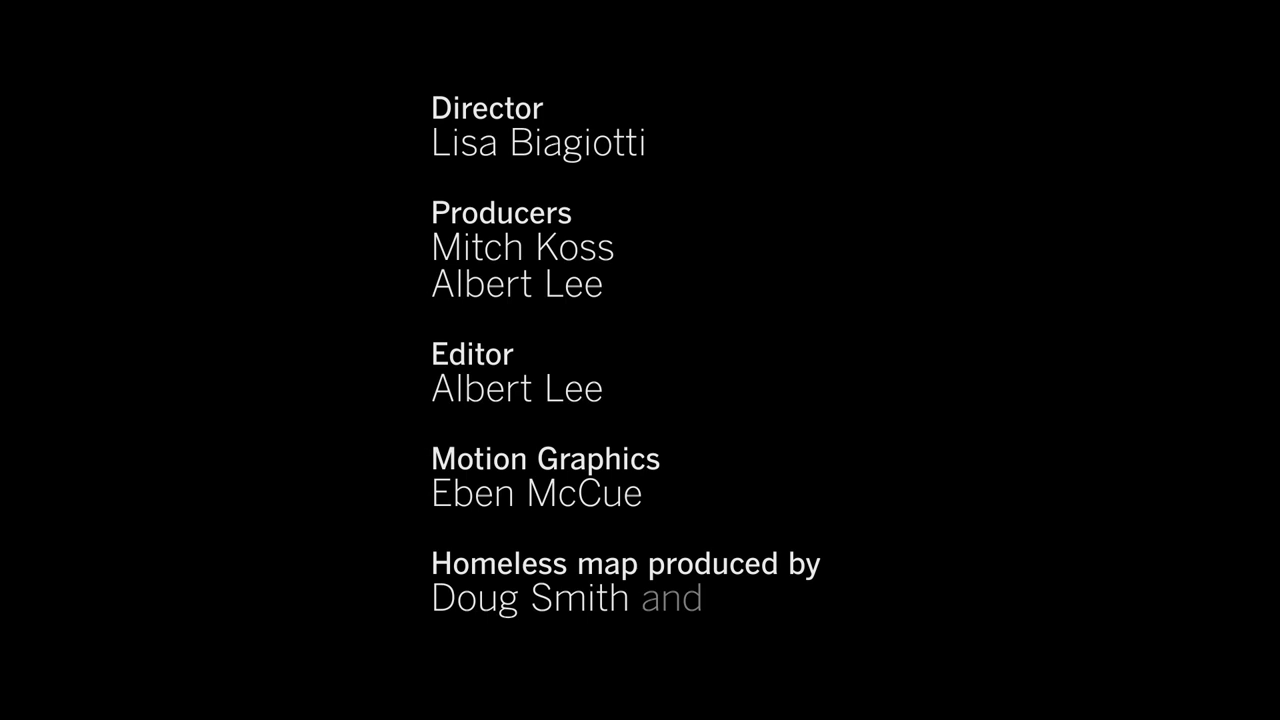 Director
Lisa Biagiotti
Producers
Mitch Koss
Albert Lee
Editor
Albert Lee
Motion Graphics
Eben McCue
Homeless map produced by
Doug Smith and